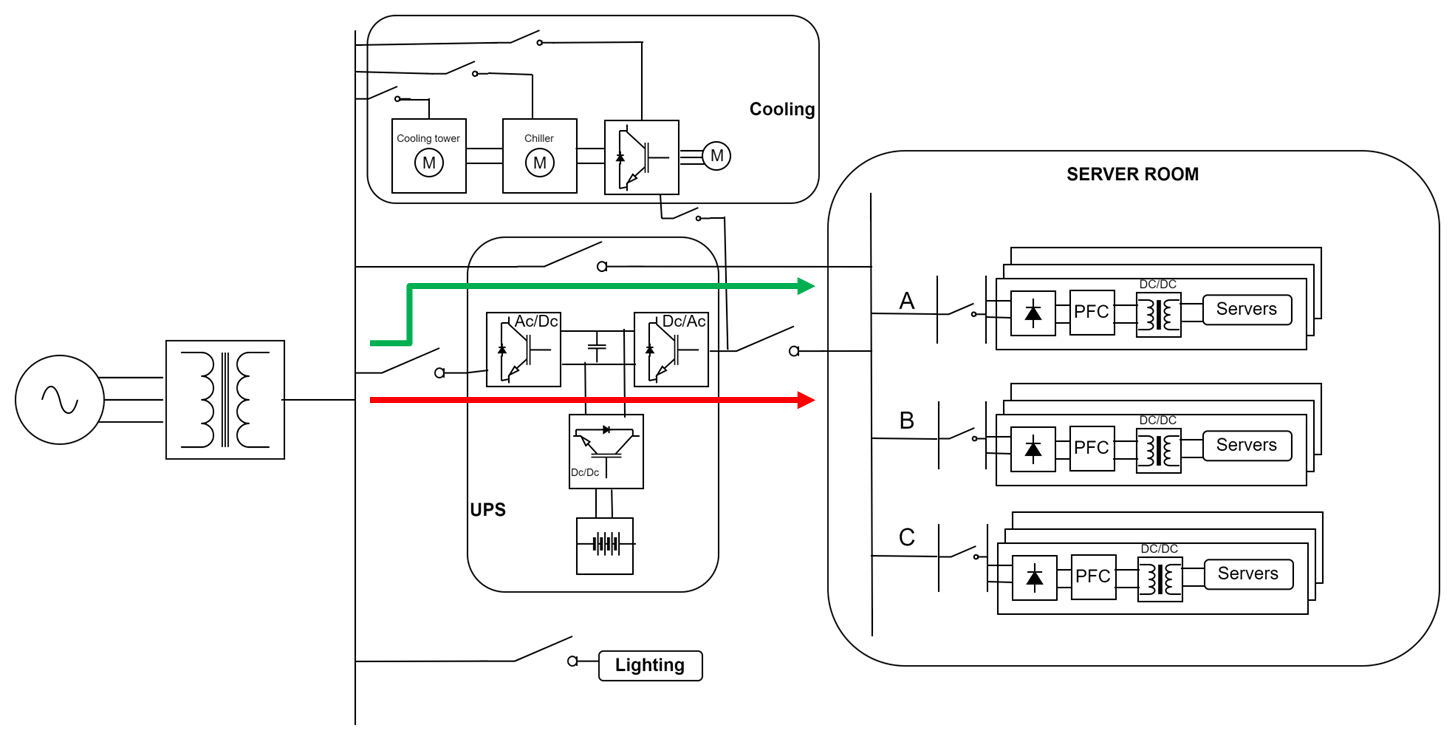 Cooling tower
M
Chiller
M
M
Cooling
SERVER ROOM
Ac/Dc
Dc/Ac
Dc/Dc
UPS
Lighting
A
DC/DC
PFC
Servers
B
DC/DC
PFC
Servers
C
DC/DC
PFC
Servers